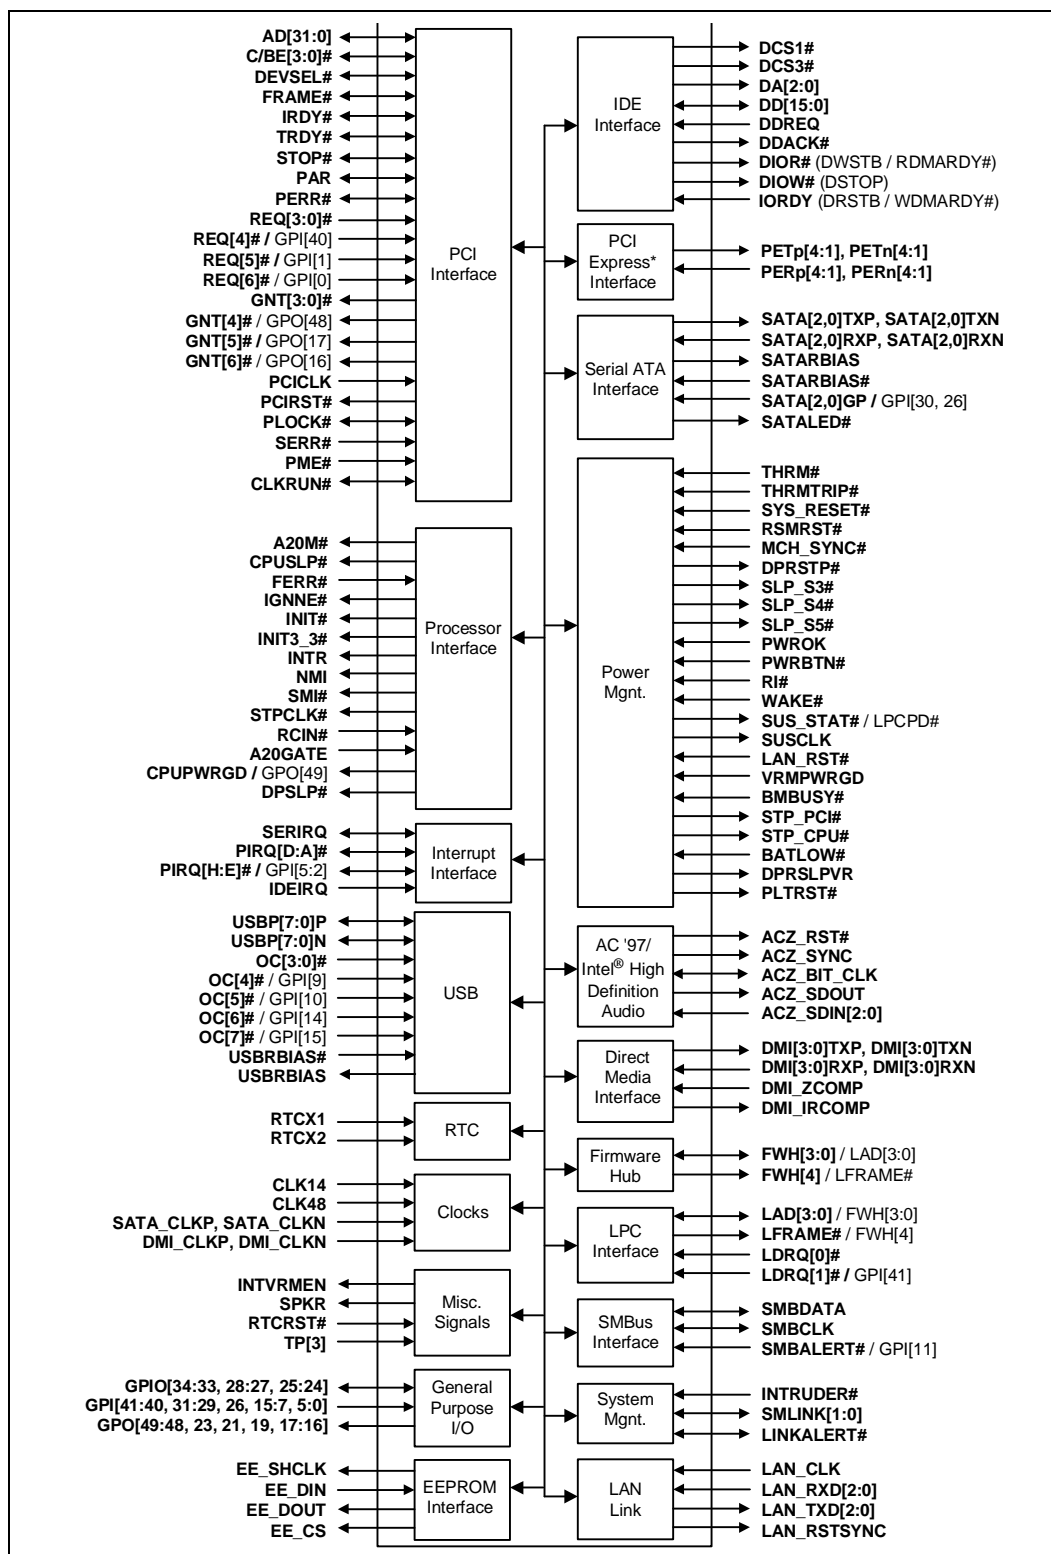 AD[31:0]
C/BE[3:0]#
DEVSEL#
FRAME#
IRDY#
TRDY#
STOP#
PAR
PERR#
REQ[3:0]#
REQ[4]# / GPI[40]
REQ[5]# / GPI[1]
REQ[6]# / GPI[0]
GNT[3:0]#
GNT[4]# / GPO[48]
GNT[5]# / GPO[17]
GNT[6]# / GPO[16]
PCICLK
PCIRST#
PLOCK#
SERR#
PME#
CLKRUN#
PCI
Interface
A20M#
CPUSLP#
FERR#
IGNNE#
INIT#
INIT3_3#
INTR
NMI
SMI#
STPCLK#
RCIN#
A20GATE
CPUPWRGD / GPO[49]
DPSLP#
Processor
Interface
SERIRQ
PIRQ[D:A]#
PIRQ[H:E]# / GPI[5:2]
IDEIRQ
Interrupt
Interface
USBP[7:0]P
USBP[7:0]N
OC[3:0]#
OC[4]# / GPI[9]
OC[5]# / GPI[10]
OC[6]# / GPI[14]
OC[7]# / GPI[15]
USBRBIAS#
USBRBIAS
USB
RTCX1
RTCX2
RTC
CLK14
CLK48
SATA_CLKP, SATA_CLKN
DMI_CLKP, DMI_CLKN
Clocks
INTVRMEN
SPKR
RTCRST#
TP[3]
Misc.
Signals
GPIO[34:33, 28:27, 25:24]
GPI[41:40, 31:29, 26, 15:7, 5:0]
GPO[49:48, 23, 21, 19, 17:16]
General
Purpose
I/O
EE_SHCLK
EE_DIN
EE_DOUT
EE_CS
EEPROM
Interface
IDE
Interface
DCS1#
DCS3#
DA[2:0]
DD[15:0]
DDREQ
DDACK#
DIOR# (DWSTB / RDMARDY#)
DIOW# (DSTOP)
IORDY (DRSTB / WDMARDY#)
PCI
Express*
Interface
PETp[4:1], PETn[4:1]
PERp[4:1], PERn[4:1]
Serial ATA
Interface
SATA[2,0]TXP, SATA[2,0]TXN
SATA[2,0]RXP, SATA[2,0]RXN
SATARBIAS
SATARBIAS#
SATA[2,0]GP / GPI[30, 26]
SATALED#
Power
Mgnt.
THRM#
THRMTRIP#
SYS_RESET#
RSMRST#
MCH_SYNC#
DPRSTP#
SLP_S3#
SLP_S4#
SLP_S5#
PWROK
PWRBTN#
RI#
WAKE#
SUS_STAT# / LPCPD#
SUSCLK
LAN_RST#
VRMPWRGD
BMBUSY#
STP_PCI#
STP_CPU#
BATLOW#
DPRSLPVR
PLTRST#
AC '97/
Intel® High
Definition
Audio
ACZ_RST#
ACZ_SYNC
ACZ_BIT_CLK
ACZ_SDOUT
ACZ_SDIN[2:0]
Direct
Media
Interface
DMI[3:0]TXP, DMI[3:0]TXN
DMI[3:0]RXP, DMI[3:0]RXN
DMI_ZCOMP
DMI_IRCOMP
Firmware
Hub
FWH[3:0] / LAD[3:0]
FWH[4] / LFRAME#
LPC
Interface
LAD[3:0] / FWH[3:0]
LFRAME# / FWH[4]
LDRQ[0]#
LDRQ[1]# / GPI[41]
SMBus
Interface
SMBDATA
SMBCLK
SMBALERT# / GPI[11]
System
Mgnt.
INTRUDER#
SMLINK[1:0]
LINKALERT#
LAN
Link
LAN_CLK
LAN_RXD[2:0]
LAN_TXD[2:0]
LAN_RSTSYNC